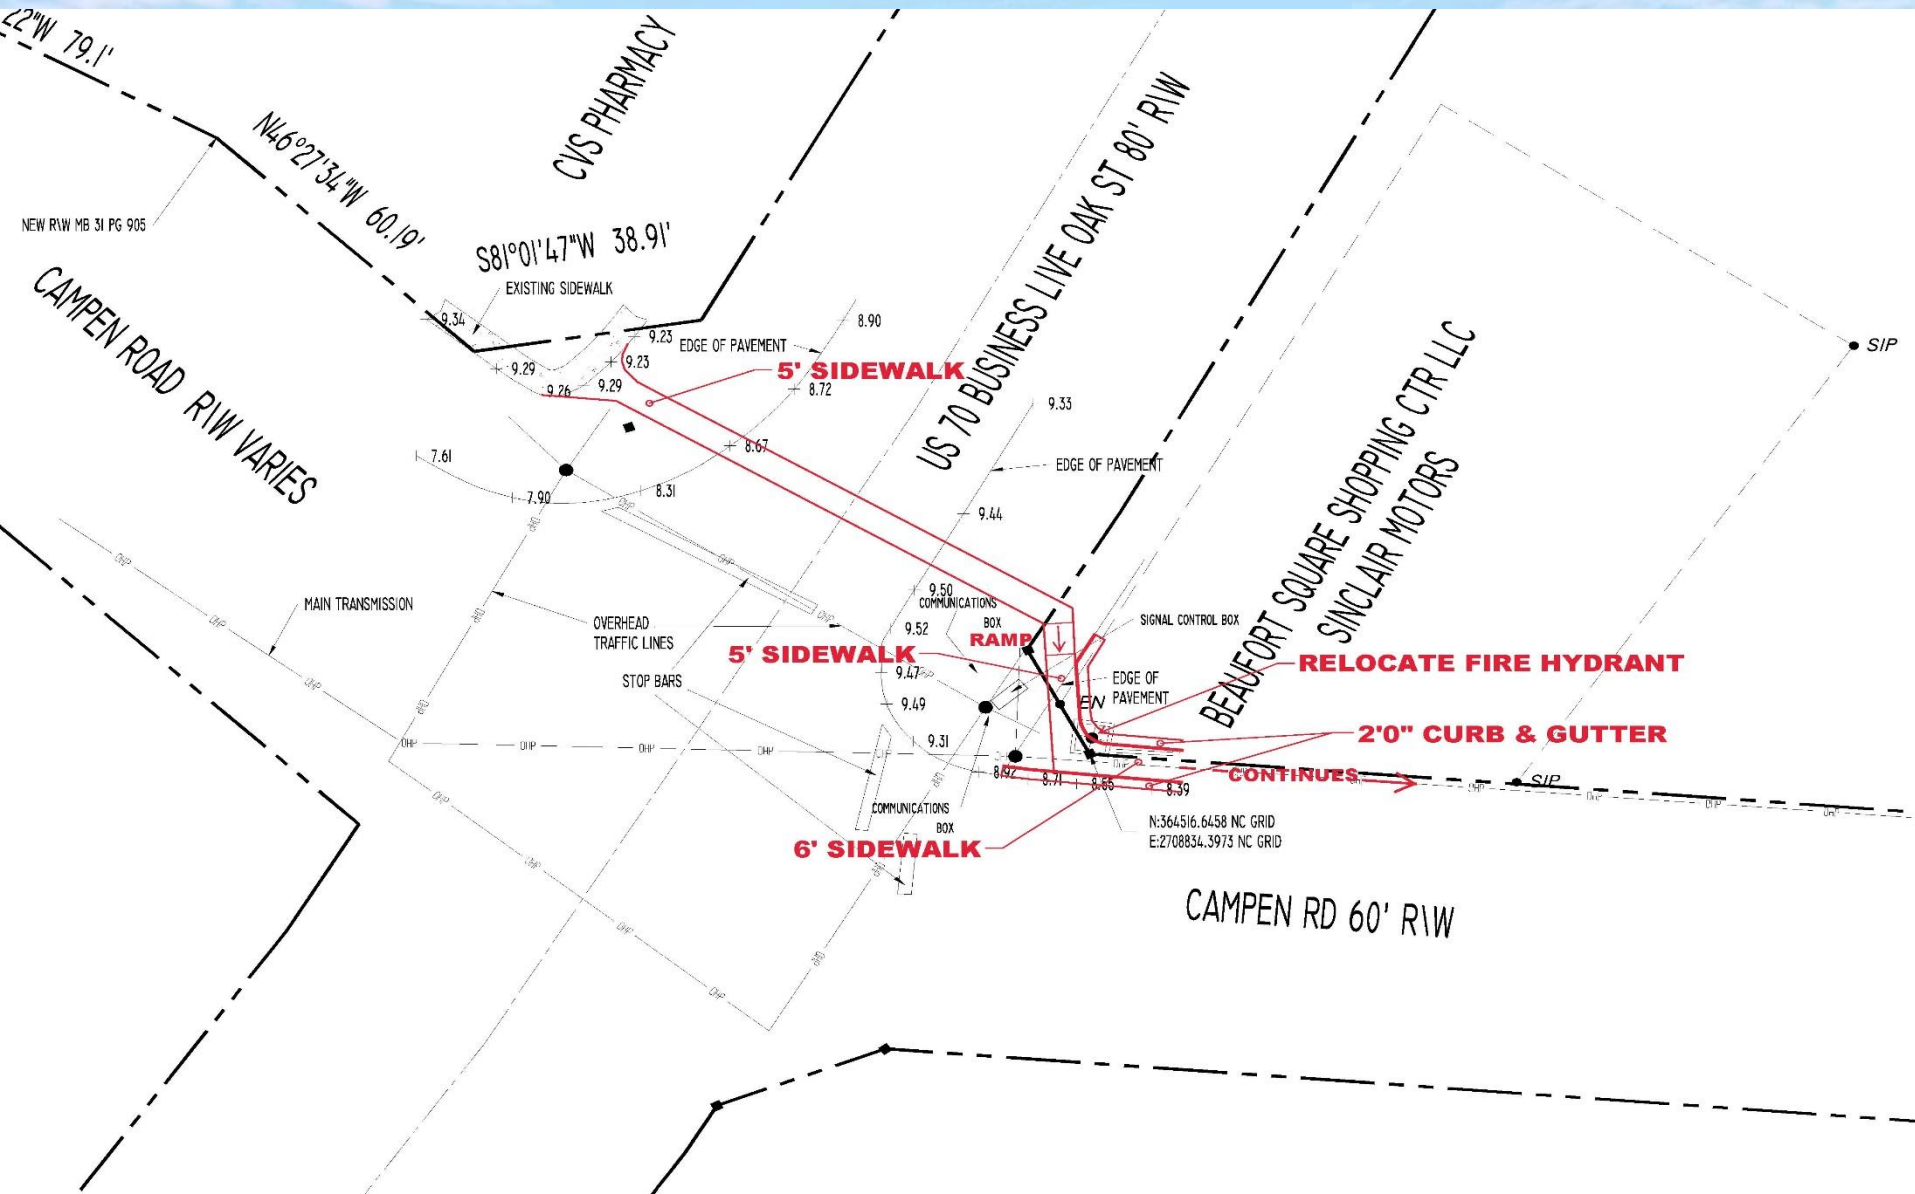 22"W 79.1'
N46°27'34"W 60.19'
CVS PHARMACY
NEW R\W MB 31 PG 905
S81°01'47"W 38.91'
EXISTING SIDEWALK
CAMPEN ROAD R\W VARIES
US 70 BUSINESS LIVE OAK ST 80' R\W
9.34
9.23
EDGE OF PAVEMENT
8.90
9.29
9.23
5' SIDEWALK
9.26
9.29
8.72
SIP
9.33
8.67
7.61
EDGE OF PAVEMENT
8.31
7.90
9.44
BEAUFORT SQUARE SHOPPING CTR LLC
SINCLAIR MOTORS
OHP
MAIN TRANSMISSION
OVERHEAD
TRAFFIC LINES
9.50
COMMUNICATIONS
BOX
9.52
RAMP
SIGNAL CONTROL BOX
5' SIDEWALK
RELOCATE FIRE HYDRANT
STOP BARS
9.47
EDGE OF
PAVEMENT
EN
9.49
9.31
2'0" CURB & GUTTER
8.92
8.71
8.65
8.39
CONTINUES
SIP
COMMUNICATIONS
BOX
N:364516.6458 NC GRID
E:2708834.3973 NC GRID
6' SIDEWALK
CAMPEN RD 60' R\W